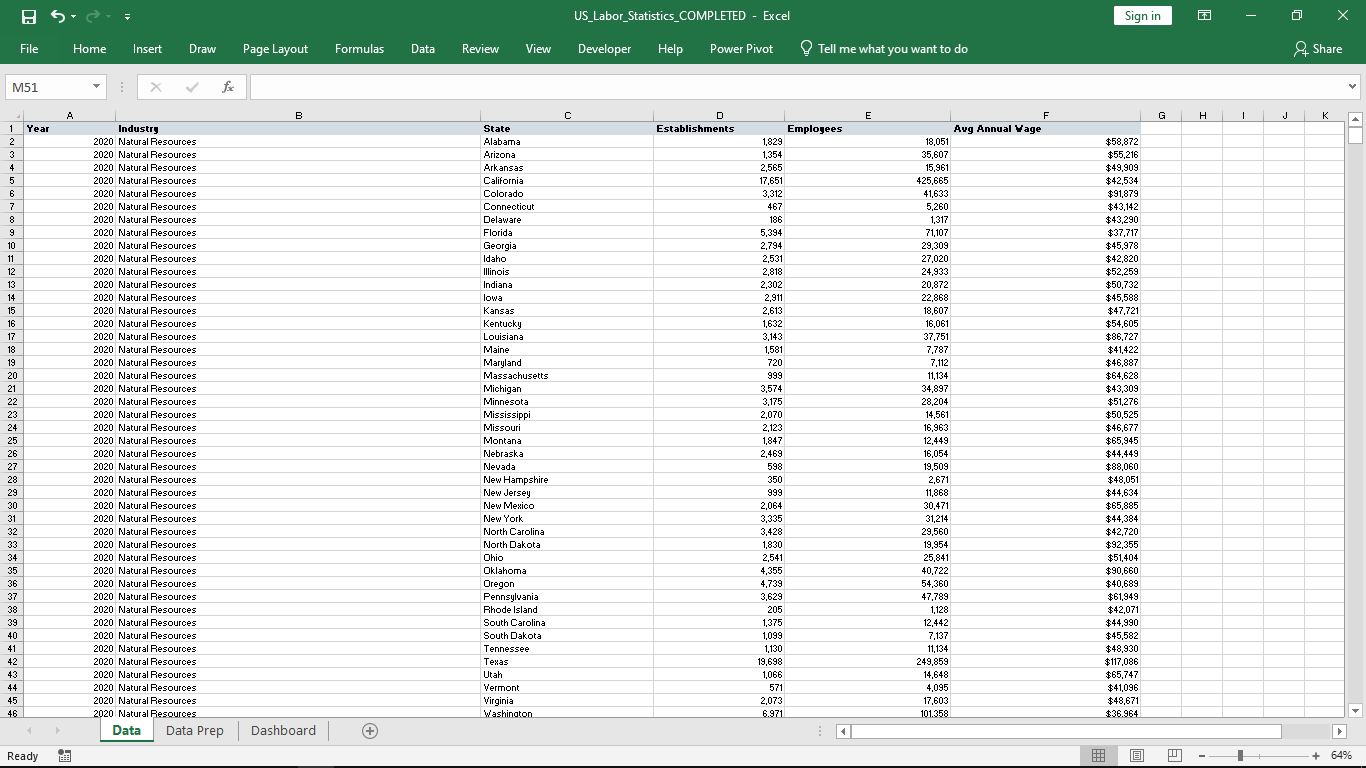 US_Labor_Statistics_COMPLETED - Excel
Sign in
File Home Insert Draw Page Layout Formulas Data Review View Developer Help Power Pivot Tell me what you want to do Share
M51 fx
A B C D E F G H I J K
1 Year Industry State Establishments Employees Avg Annual Wage
2 2020 Natural Resources Alabama 1,829 18,051 $58,872
3 2020 Natural Resources Arizona 1,354 35,607 $55,216
4 2020 Natural Resources Arkansas 2,565 15,961 $49,909
5 2020 Natural Resources California 17,651 425,665 $42,534
6 2020 Natural Resources Colorado 3,312 41,633 $91,879
7 2020 Natural Resources Connecticut 467 5,260 $43,142
8 2020 Natural Resources Delaware 186 1,317 $43,290
9 2020 Natural Resources Florida 5,394 71,107 $37,717
10 2020 Natural Resources Georgia 2,794 29,309 $45,978
11 2020 Natural Resources Idaho 2,531 27,020 $42,820
12 2020 Natural Resources Illinois 2,818 24,933 $52,259
13 2020 Natural Resources Indiana 2,302 20,872 $50,732
14 2020 Natural Resources Iowa 2,911 22,868 $45,588
15 2020 Natural Resources Kansas 2,613 18,607 $47,721
16 2020 Natural Resources Kentucky 1,632 16,061 $54,605
17 2020 Natural Resources Louisiana 3,143 37,751 $86,727
18 2020 Natural Resources Maine 1,581 7,787 $41,422
19 2020 Natural Resources Maryland 720 7,112 $46,887
20 2020 Natural Resources Massachusetts 999 11,134 $64,628
21 2020 Natural Resources Michigan 3,574 34,897 $43,309
22 2020 Natural Resources Minnesota 3,175 28,204 $51,276
23 2020 Natural Resources Mississippi 2,070 14,561 $50,525
24 2020 Natural Resources Missouri 2,123 16,963 $46,677
25 2020 Natural Resources Montana 1,847 12,449 $65,945
26 2020 Natural Resources Nebraska 2,469 16,054 $44,449
27 2020 Natural Resources Nevada 598 19,509 $88,060
28 2020 Natural Resources New Hampshire 350 2,671 $48,051
29 2020 Natural Resources New Jersey 999 11,868 $44,634
30 2020 Natural Resources New Mexico 2,064 30,471 $65,885
31 2020 Natural Resources New York 3,335 31,214 $44,384
32 2020 Natural Resources North Carolina 3,428 29,560 $42,720
33 2020 Natural Resources North Dakota 1,830 19,954 $92,355
34 2020 Natural Resources Ohio 2,541 25,841 $51,404
35 2020 Natural Resources Oklahoma 4,355 40,722 $90,660
36 2020 Natural Resources Oregon 4,739 54,360 $40,689
37 2020 Natural Resources Pennsylvania 3,629 47,789 $61,949
38 2020 Natural Resources Rhode Island 205 1,128 $42,071
39 2020 Natural Resources South Carolina 1,375 12,442 $44,990
40 2020 Natural Resources South Dakota 1,099 7,137 $45,582
41 2020 Natural Resources Tennessee 1,130 11,134 $48,930
42 2020 Natural Resources Texas 19,698 249,859 $117,086
43 2020 Natural Resources Utah 1,066 14,648 $65,747
44 2020 Natural Resources Vermont 571 4,095 $41,096
45 2020 Natural Resources Virginia 2,073 17,603 $48,671
46 2020 Natural Resources Washington 6,971 101,358 $36,964
Data Data Prep Dashboard
Ready 64%